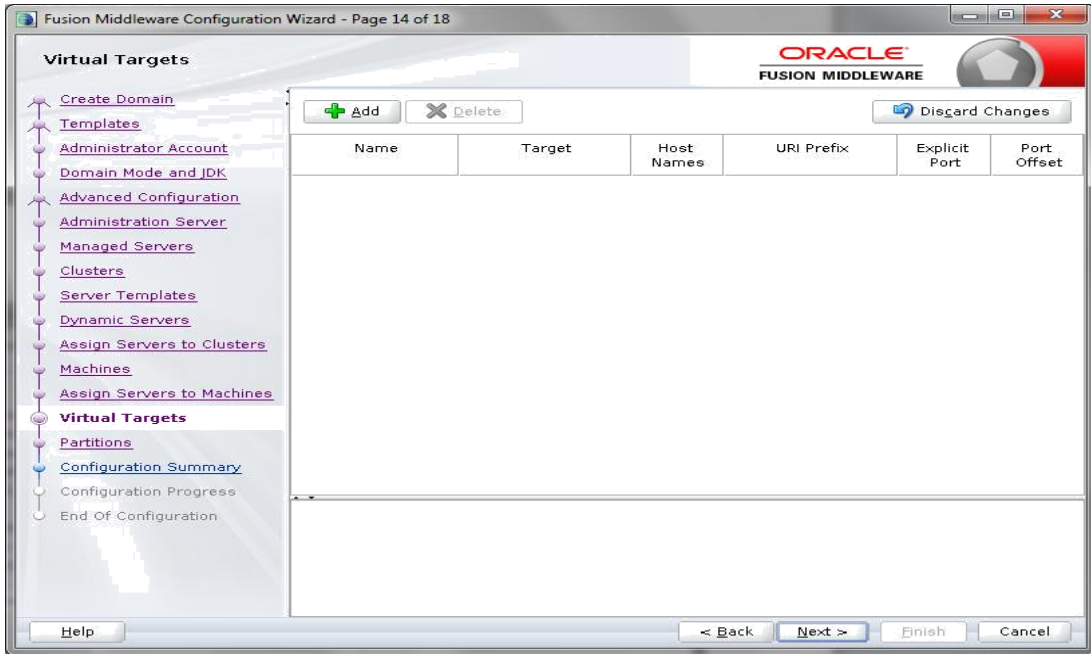 Fusion Middleware Configuration Wizard - Page 14 of 18
Virtual Targets
ORACLE
FUSION MIDDLEWARE
Create Domain
Templates
Administrator Account
Domain Mode and JDK
Advanced Configuration
Administration Server
Managed Servers
Clusters
Server Templates
Dynamic Servers
Assign Servers to Clusters
Machines
Assign Servers to Machines
Virtual Targets
Partitions
Configuration Summary
Configuration Progress
End Of Configuration
Add Delete Discard Changes
Name Target Host Names URI Prefix Explicit Port Port Offset
Help < Back Next > Finish Cancel